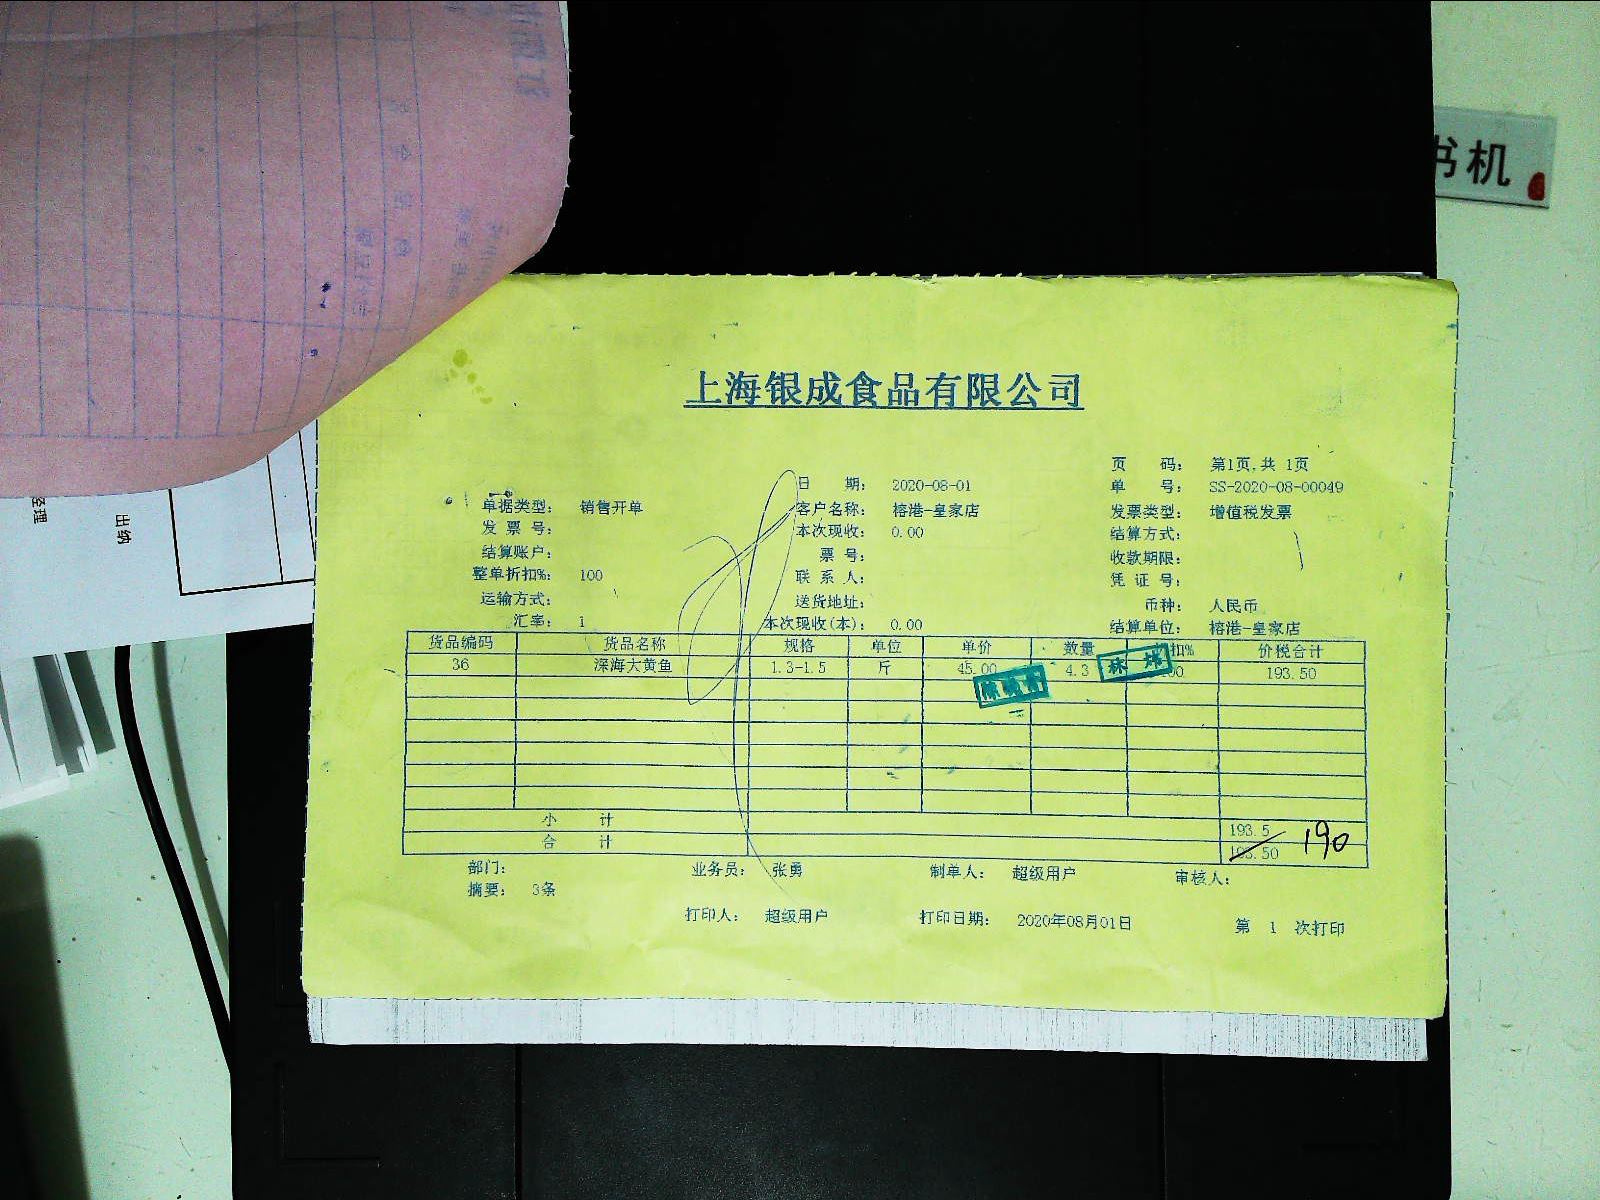 书机
经理
出纳
上海银成食品有限公司
页 码： 第1页,共 1页
日 期： 2020-08-01
单 号： SS-2020-08-00049
单据类型： 销售开单
客户名称： 榕港-皇家店
发票类型： 增值税发票
发 票 号：
本次现收： 0.00
结算方式：
结算账户：
票 号：
收款期限：
整单折扣%： 100
联 系 人：
凭 证 号：
运输方式：
送货地址：
币种： 人民币
汇率： 1
本次现收(本)： 0.00
结算单位： 榕港-皇家店
货品编码 货品名称 规格 单位 单价 数量 扣% 价税合计
36 深海大黄鱼 1.3-1.5 斤 45.00 4.3 193.50
小 计 193.5
合 计 193.50 190
部门： 业务员： 张勇 制单人： 超级用户 审核人：
摘要： 3条
打印人： 超级用户 打印日期： 2020年08月01日 第 1 次打印